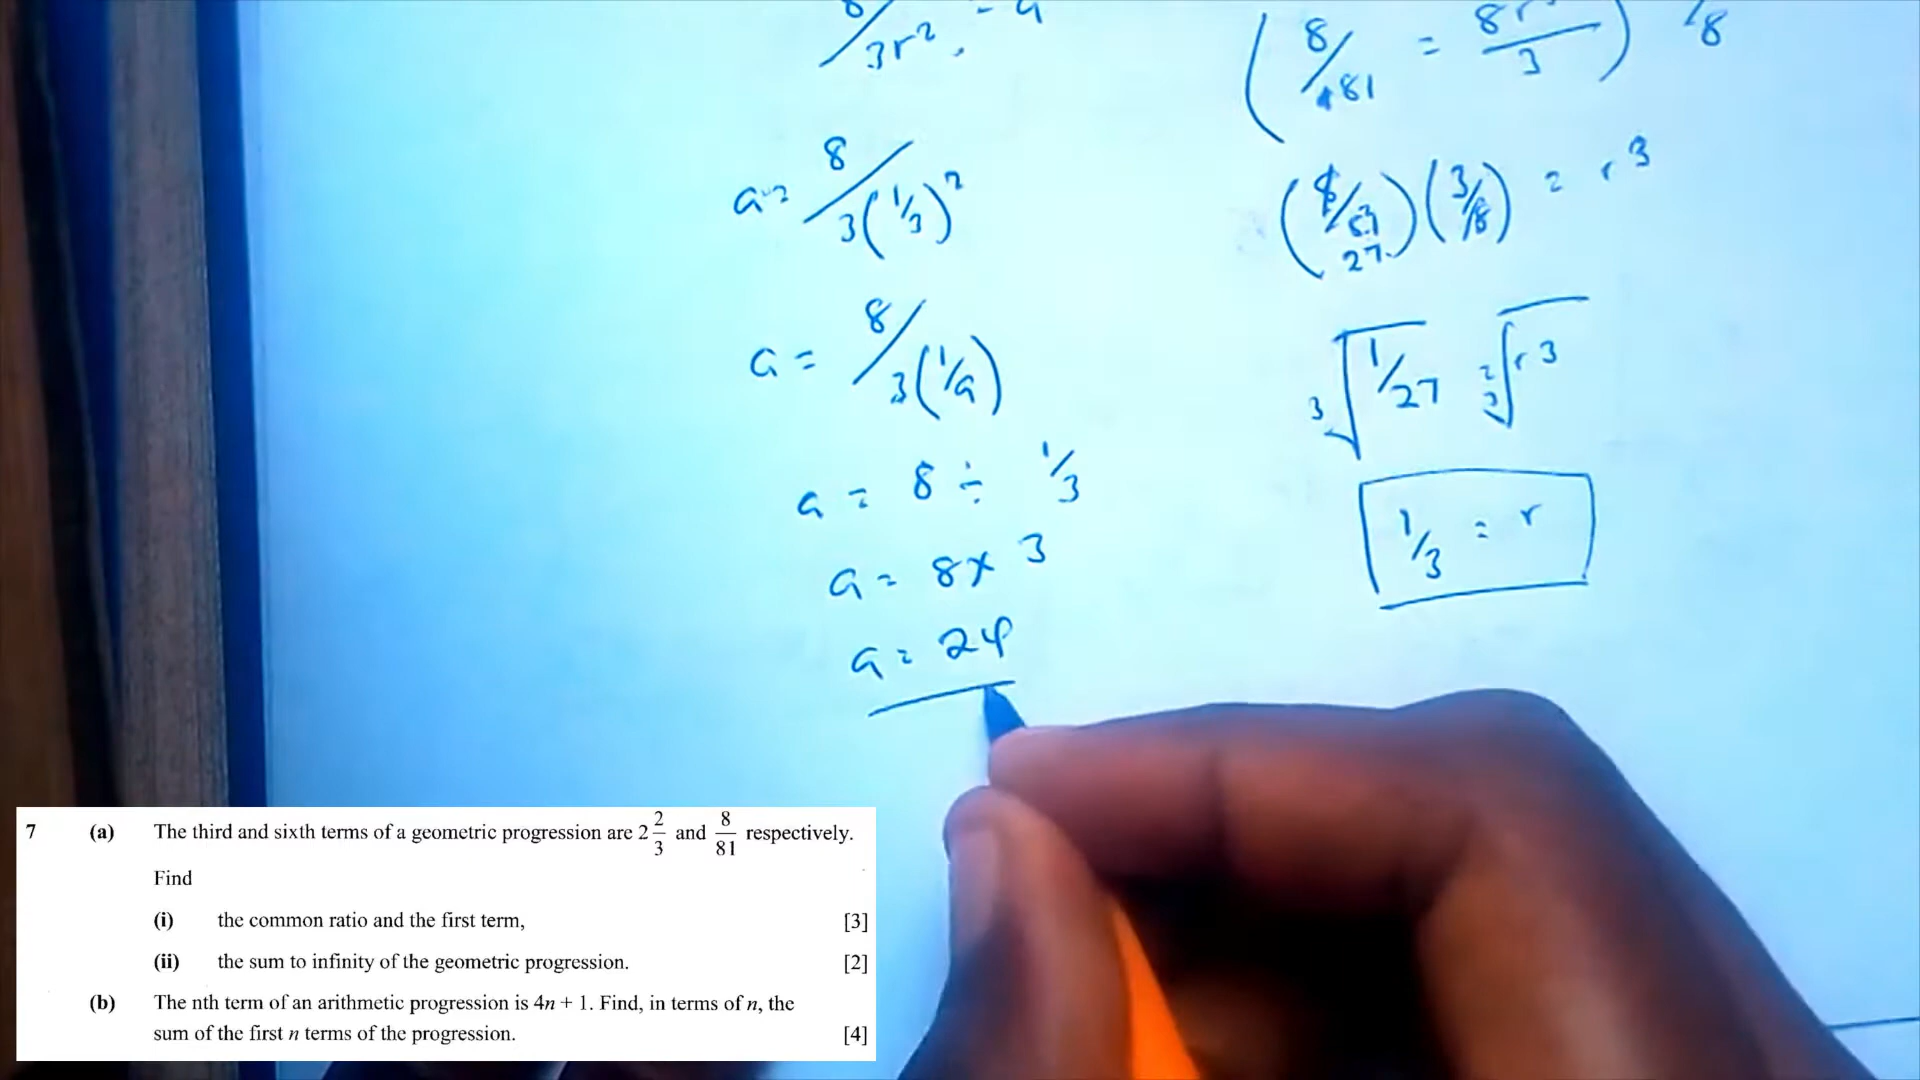 8/3r² = a
a = 8/3(1/3)²
a = 8/3(1/9)
a = 8 ÷ 1/3
a = 8 x 3
a = 24
(8/81 = 8r³/3) /8
(8/81 27)(3/8) = r³
³√1/27 ³√r³
1/3 = r
7 (a) The third and sixth terms of a geometric progression are 2 2/3 and 8/81 respectively.
Find
(i) the common ratio and the first term, [3]
(ii) the sum to infinity of the geometric progression. [2]
(b) The nth term of an arithmetic progression is 4n + 1. Find, in terms of n, the
sum of the first n terms of the progression. [4]